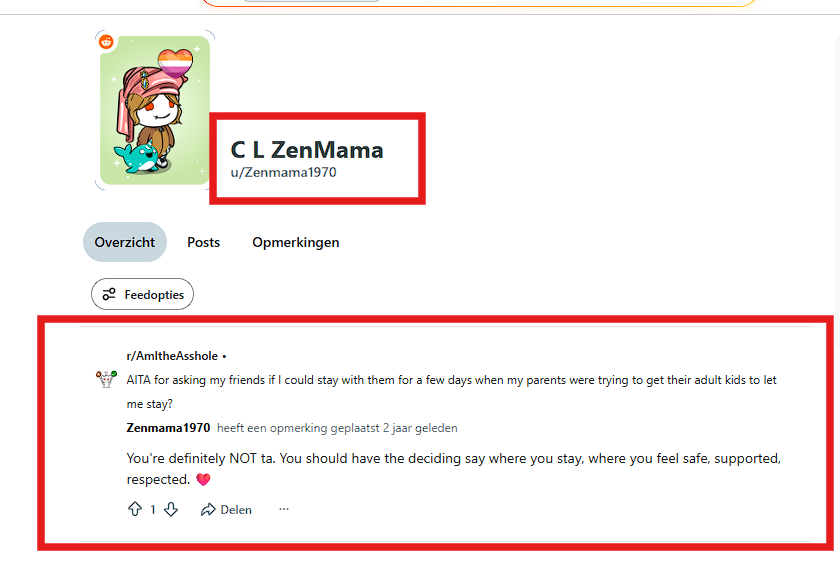 C L ZenMama
u/Zenmama1970
Overzicht
Posts
Opmerkingen
Feedopties
r/AmItheAsshole •
AITA for asking my friends if I could stay with them for a few days when my parents were trying to get their adult kids to let
me stay?
Zenmama1970 heeft een opmerking geplaatst 2 jaar geleden
You're definitely NOT ta. You should have the deciding say where you stay, where you feel safe, supported,
respected. 💖
1 Delen ...